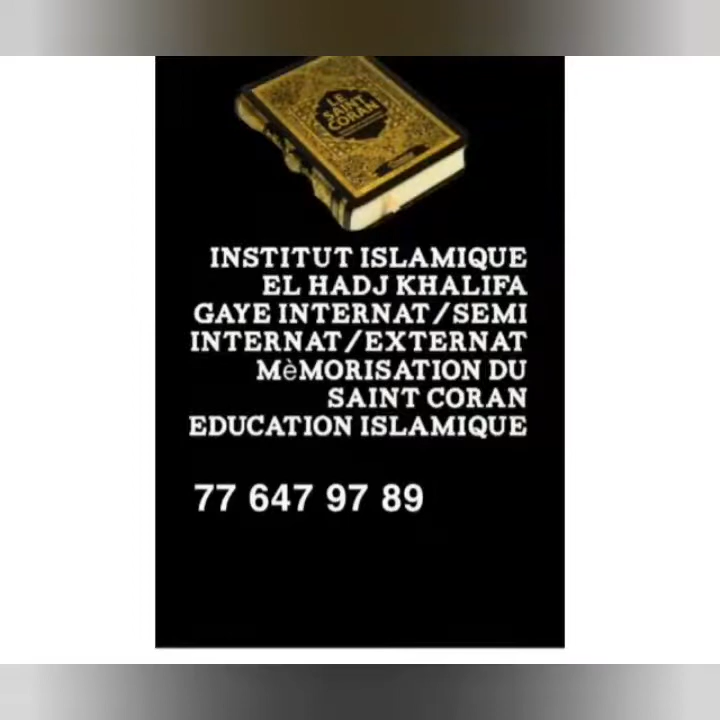 LE
SAINT
CORAN
INSTITUT ISLAMIQUE
EL HADJ KHALIFA
GAYE INTERNAT/SEMI
INTERNAT/EXTERNAT
MèMORISATION DU
SAINT CORAN
EDUCATION ISLAMIQUE
77 647 97 89